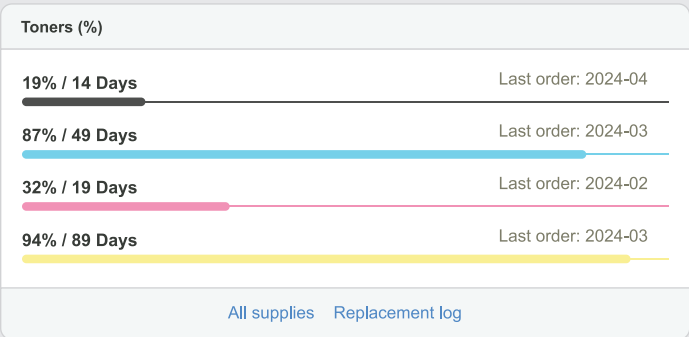 Toners (%)
19% / 14 Days Last order: 2024-04
87% / 49 Days Last order: 2024-03
32% / 19 Days Last order: 2024-02
94% / 89 Days Last order: 2024-03
All supplies Replacement log